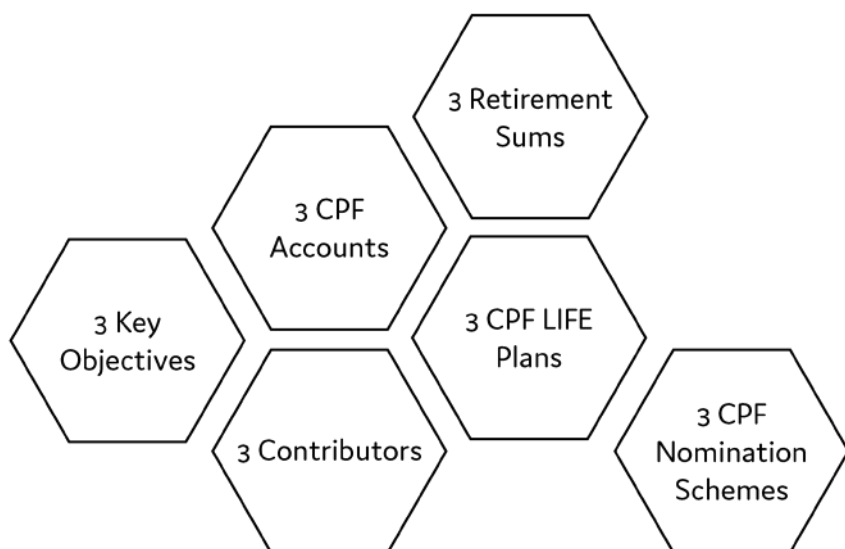 3 Retirement
Sums
3 CPF
Accounts
3 Key
Objectives
3 CPF LIFE
Plans
3 Contributors
3 CPF
Nomination
Schemes